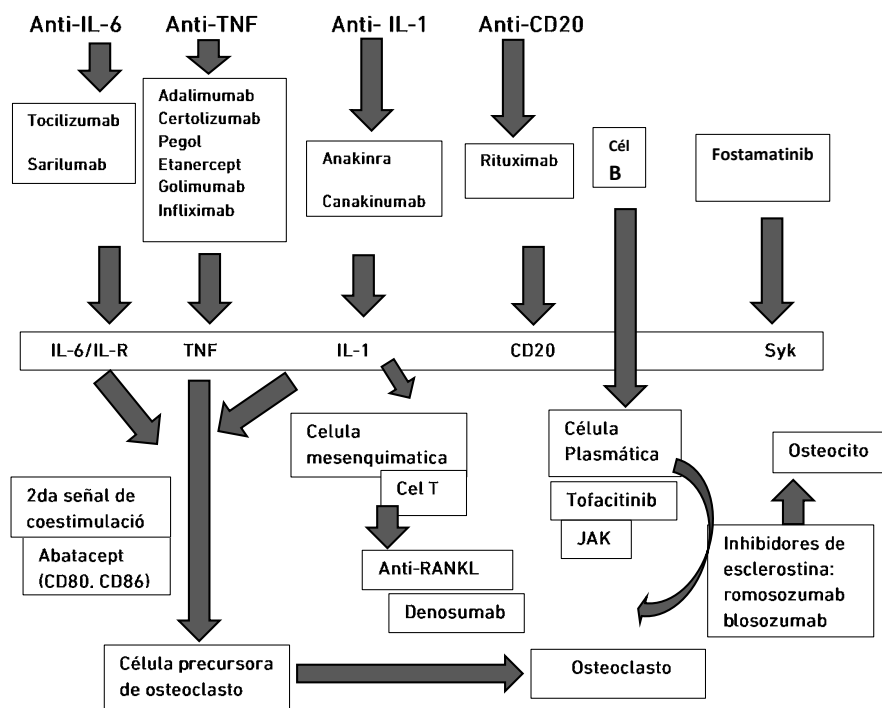 Anti-IL-6
Anti-TNF
Anti- IL-1
Anti-CD20
Tocilizumab
Sarilumab
Adalimumab
Certolizumab
Pegol
Etanercept
Golimumab
Infliximab
Anakinra
Canakinumab
Rituximab
Cél
B
Fostamatinib
IL-6/IL-R
TNF
IL-1
CD20
Syk
Celula
mesenquimatica
Cel T
Célula
Plasmática
Osteocito
2da señal de
coestimulació
Abatacept
(CD80. CD86)
Tofacitinib
JAK
Anti-RANKL
Denosumab
Inhibidores de
esclerostina:
romosozumab
blosozumab
Célula precursora
de osteoclasto
Osteoclasto